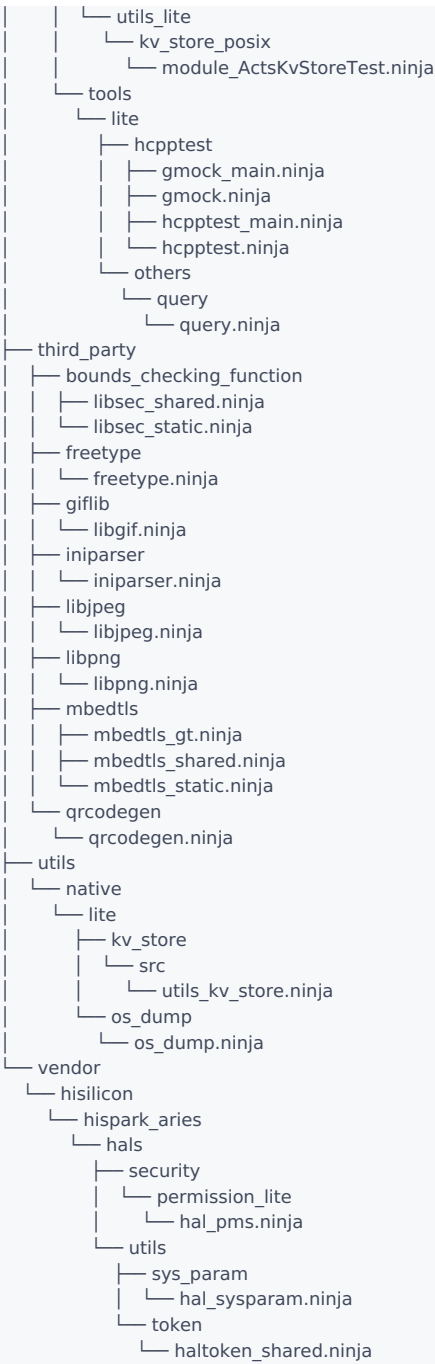 │ │ └── utils_lite
│ │ └── kv_store_posix
│ │ └── module_ActsKvStoreTest.ninja
│ └── tools
│ └── lite
│ ├── hcpptest
│ │ ├── gmock_main.ninja
│ │ ├── gmock.ninja
│ │ ├── hcpptest_main.ninja
│ │ └── hcpptest.ninja
│ └── others
│ └── query
│ └── query.ninja
├── third_party
│ ├── bounds_checking_function
│ │ ├── libsec_shared.ninja
│ │ └── libsec_static.ninja
│ ├── freetype
│ │ └── freetype.ninja
│ ├── giflib
│ │ └── libgif.ninja
│ ├── iniparser
│ │ └── iniparser.ninja
│ ├── libjpeg
│ │ └── libjpeg.ninja
│ ├── libpng
│ │ └── libpng.ninja
│ ├── mbedtls
│ │ ├── mbedtls_gt.ninja
│ │ ├── mbedtls_shared.ninja
│ │ └── mbedtls_static.ninja
│ └── qrcodegen
│ └── qrcodegen.ninja
├── utils
│ └── native
│ └── lite
│ ├── kv_store
│ │ └── src
│ │ └── utils_kv_store.ninja
│ └── os_dump
│ └── os_dump.ninja
└── vendor
└── hisilicon
└── hispark_aries
└── hals
├── security
│ └── permission_lite
│ └── hal_pms.ninja
└── utils
├── sys_param
│ └── hal_sysparam.ninja
└── token
└── haltoken_shared.ninja